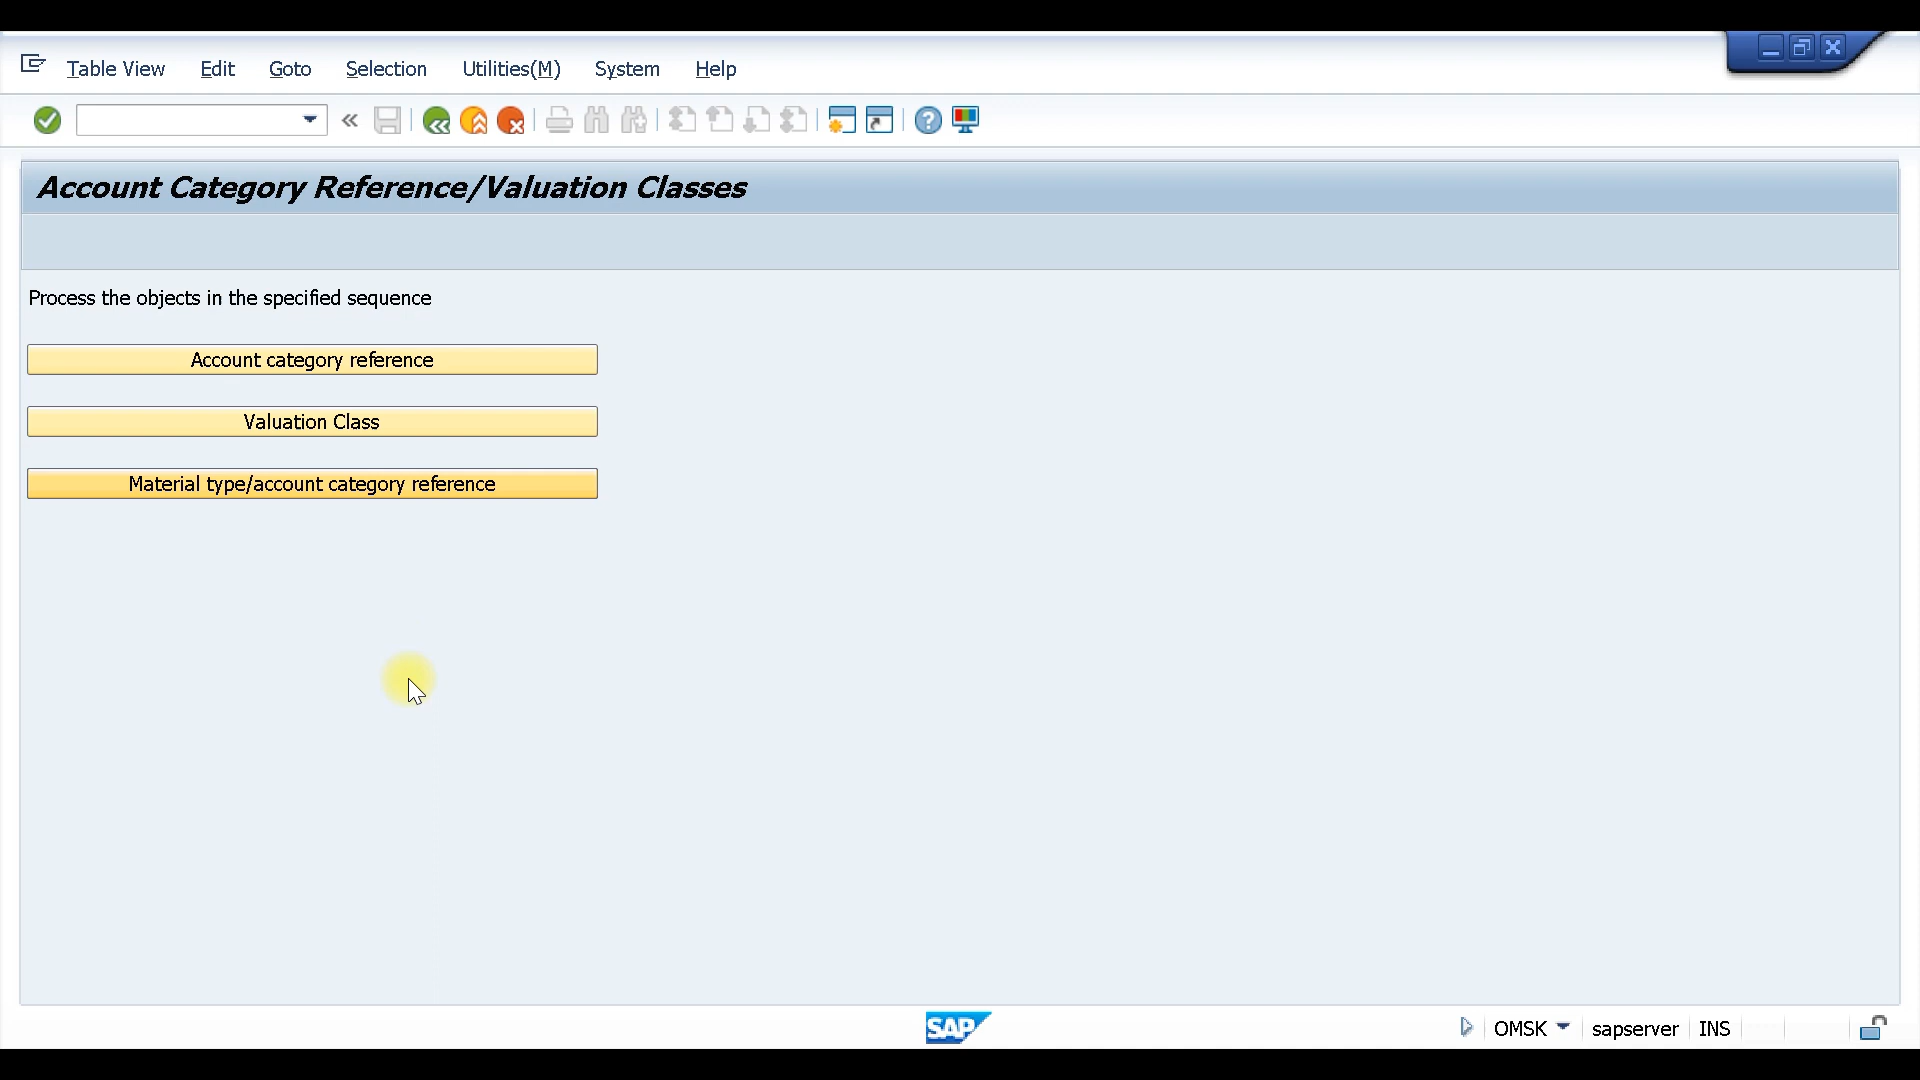 Table View Edit Goto Selection Utilities(M) System Help
Account Category Reference/Valuation Classes
Process the objects in the specified sequence
Account category reference
Valuation Class
Material type/account category reference
SAP OMSK sapserver INS